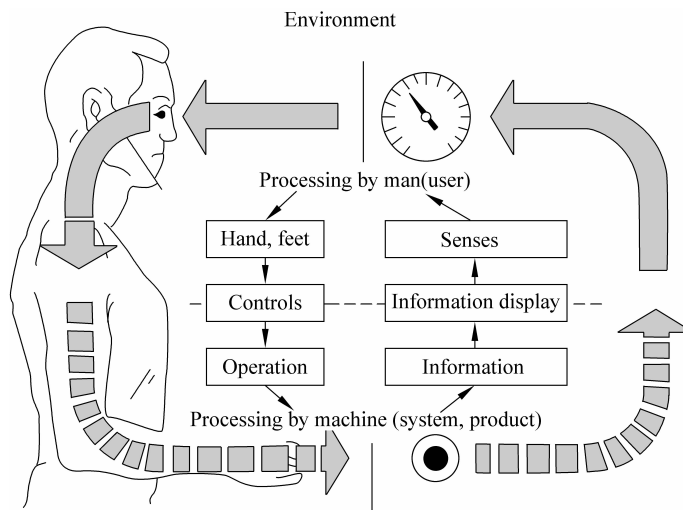 Environment
Processing by man(user)
Hand, feet
Senses
Controls
Information display
Operation
Information
Processing by machine (system, product)